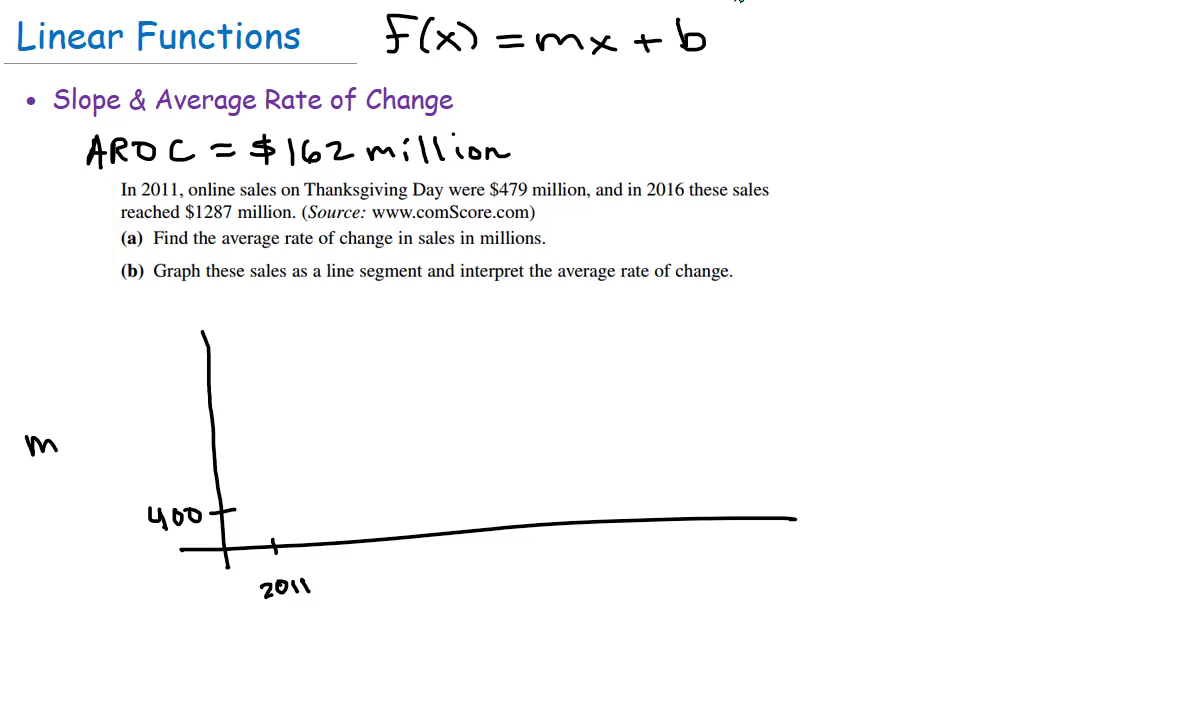 Linear Functions F(x) = mx + b
• Slope & Average Rate of Change
AROC = $162 million
In 2011, online sales on Thanksgiving Day were $479 million, and in 2016 these sales
reached $1287 million. (Source: www.comScore.com)
(a) Find the average rate of change in sales in millions.
(b) Graph these sales as a line segment and interpret the average rate of change.
m
400
2011